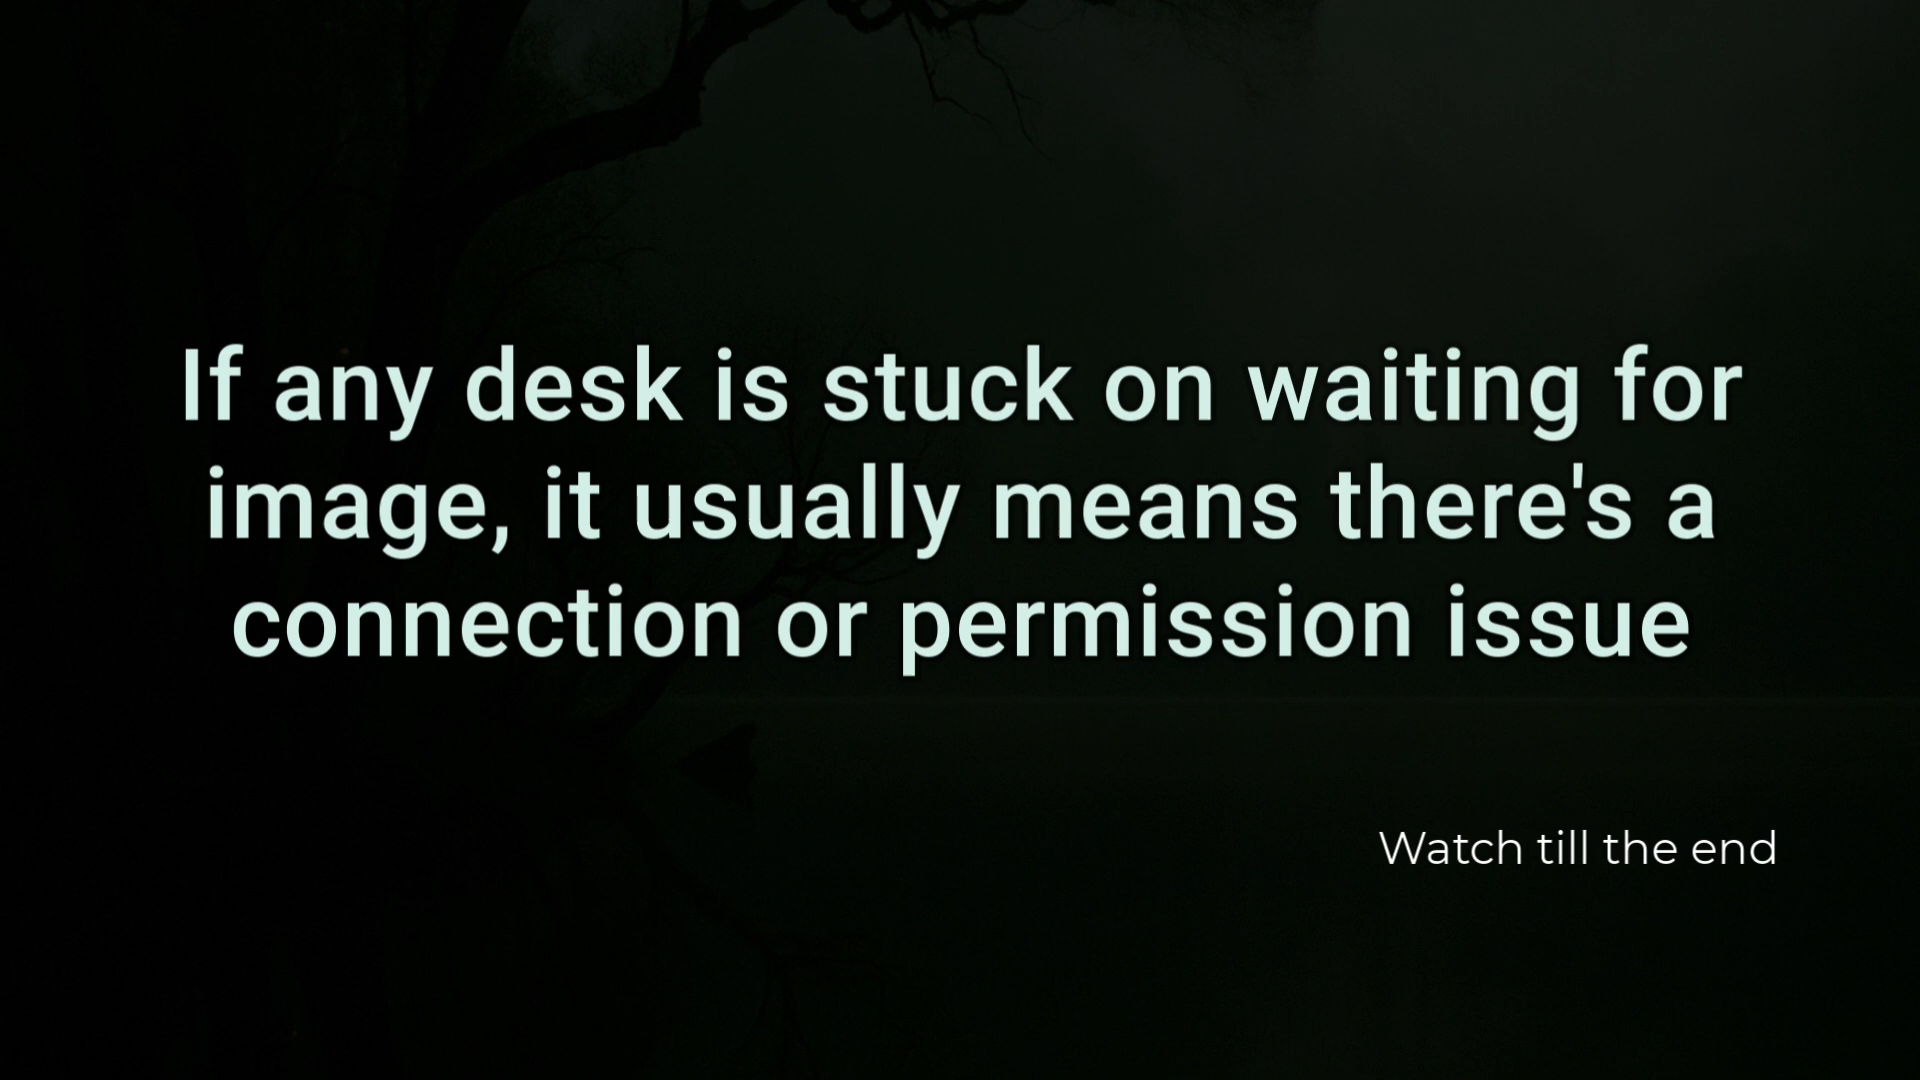 If any desk is stuck on waiting for
image, it usually means there's a
connection or permission issue
Watch till the end